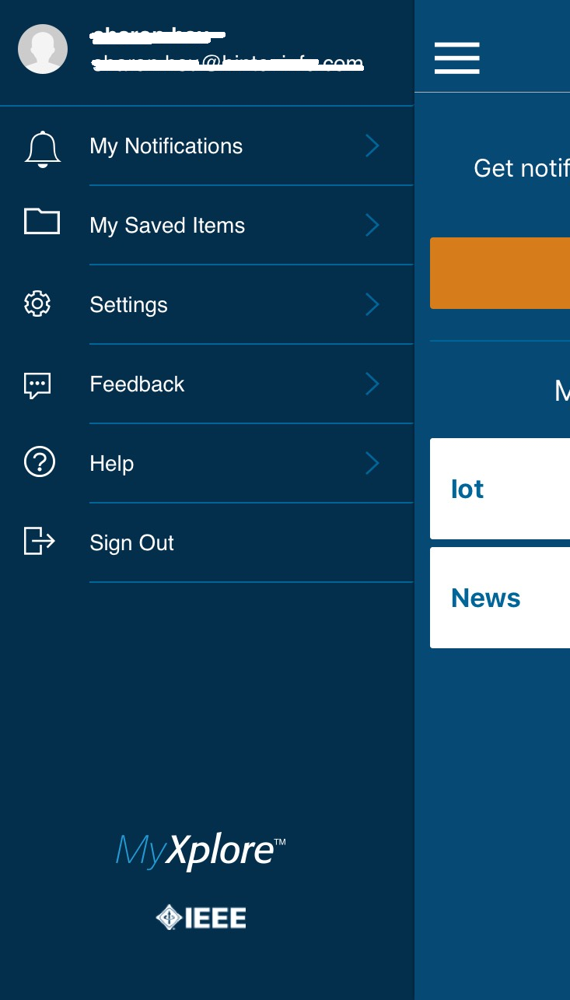 My Notifications
My Saved Items
Settings
Feedback
Help
Sign Out
MyXplore™
IEEE
Get notif
M
Iot
News